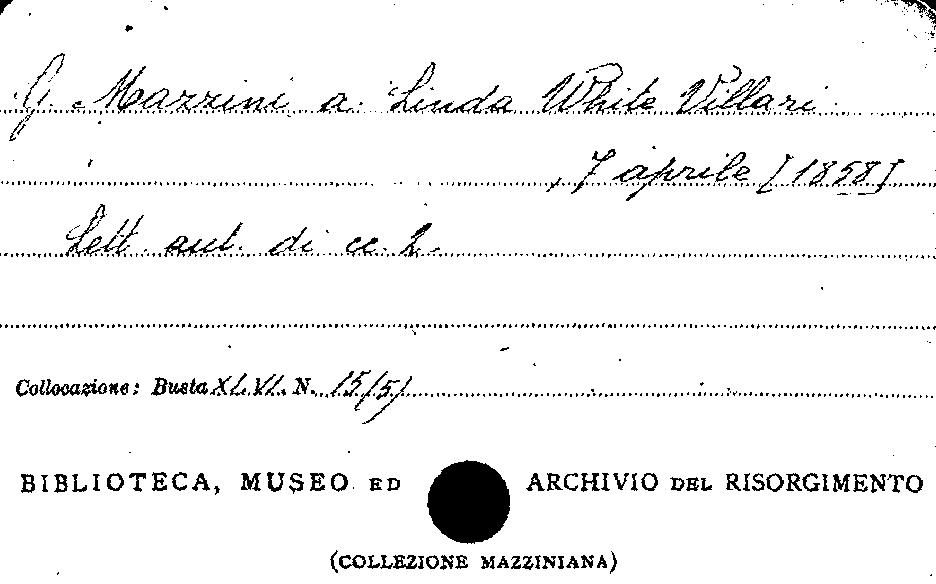 G. Mazzini a Linda White Villari
7 aprile [1858]
Lett. aut. di cc. 2.
Collocazione: Busta XLVI. N. 15(5)
BIBLIOTECA, MUSEO ED ARCHIVIO DEL RISORGIMENTO
(COLLEZIONE MAZZINIANA)